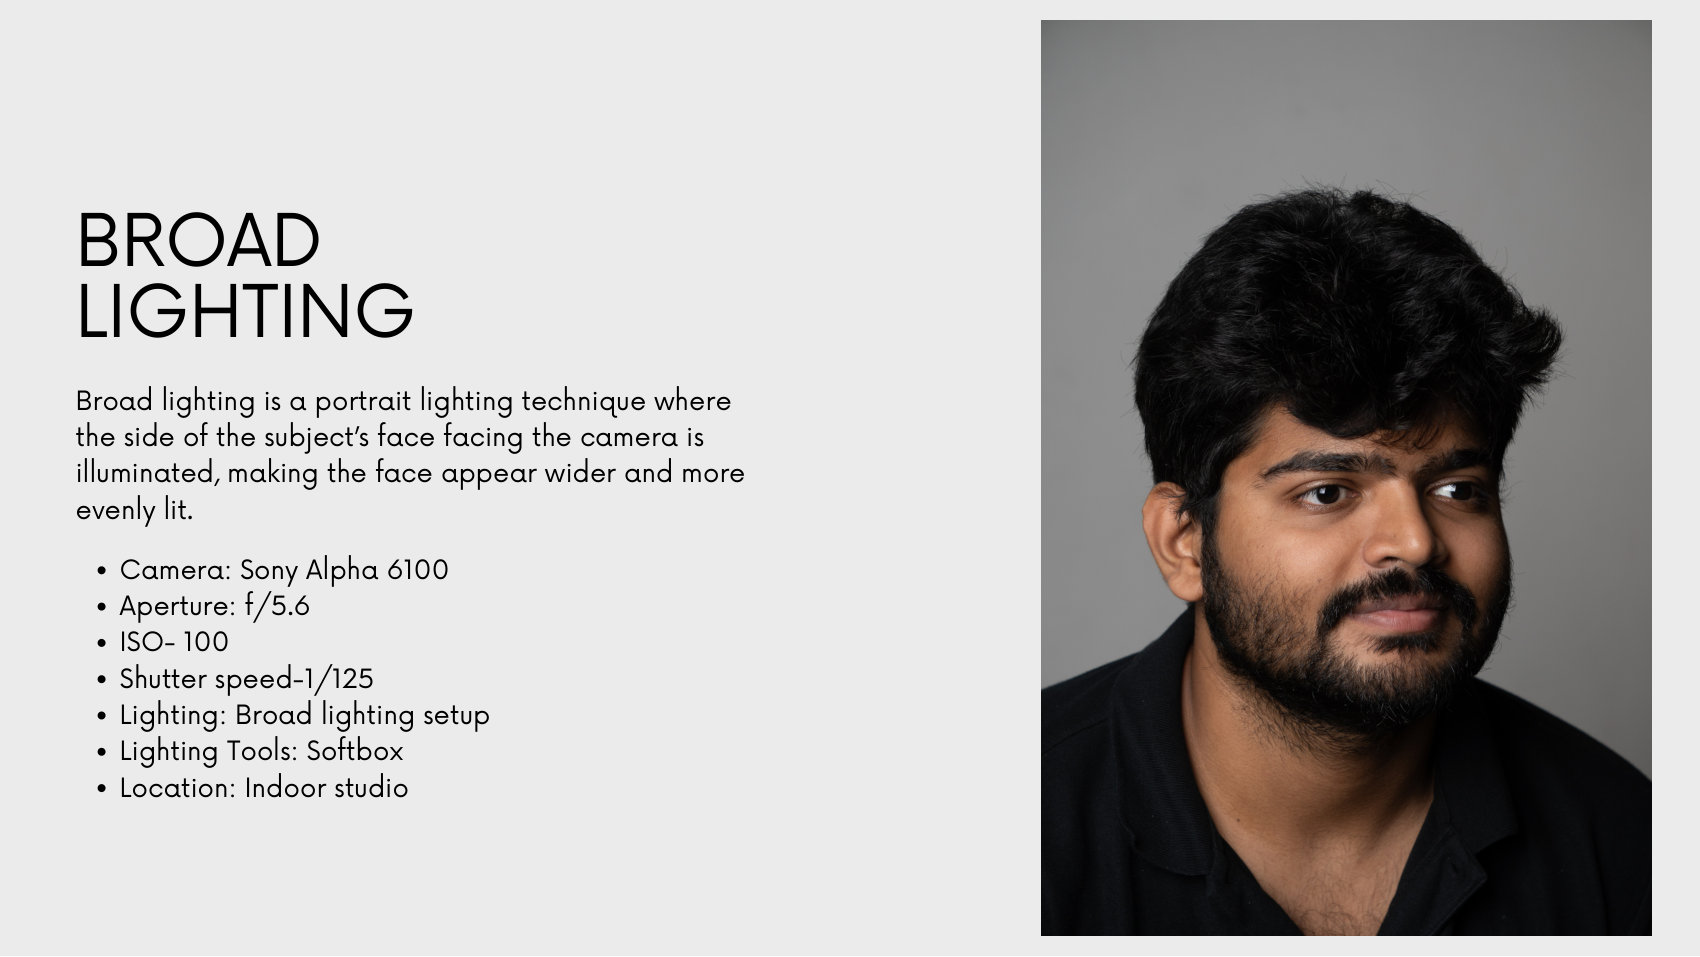 BROAD
LIGHTING
Broad lighting is a portrait lighting technique where
the side of the subject’s face facing the camera is
illuminated, making the face appear wider and more
evenly lit.
• Camera: Sony Alpha 6100
• Aperture: f/5.6
• ISO- 100
• Shutter speed-1/125
• Lighting: Broad lighting setup
• Lighting Tools: Softbox
• Location: Indoor studio